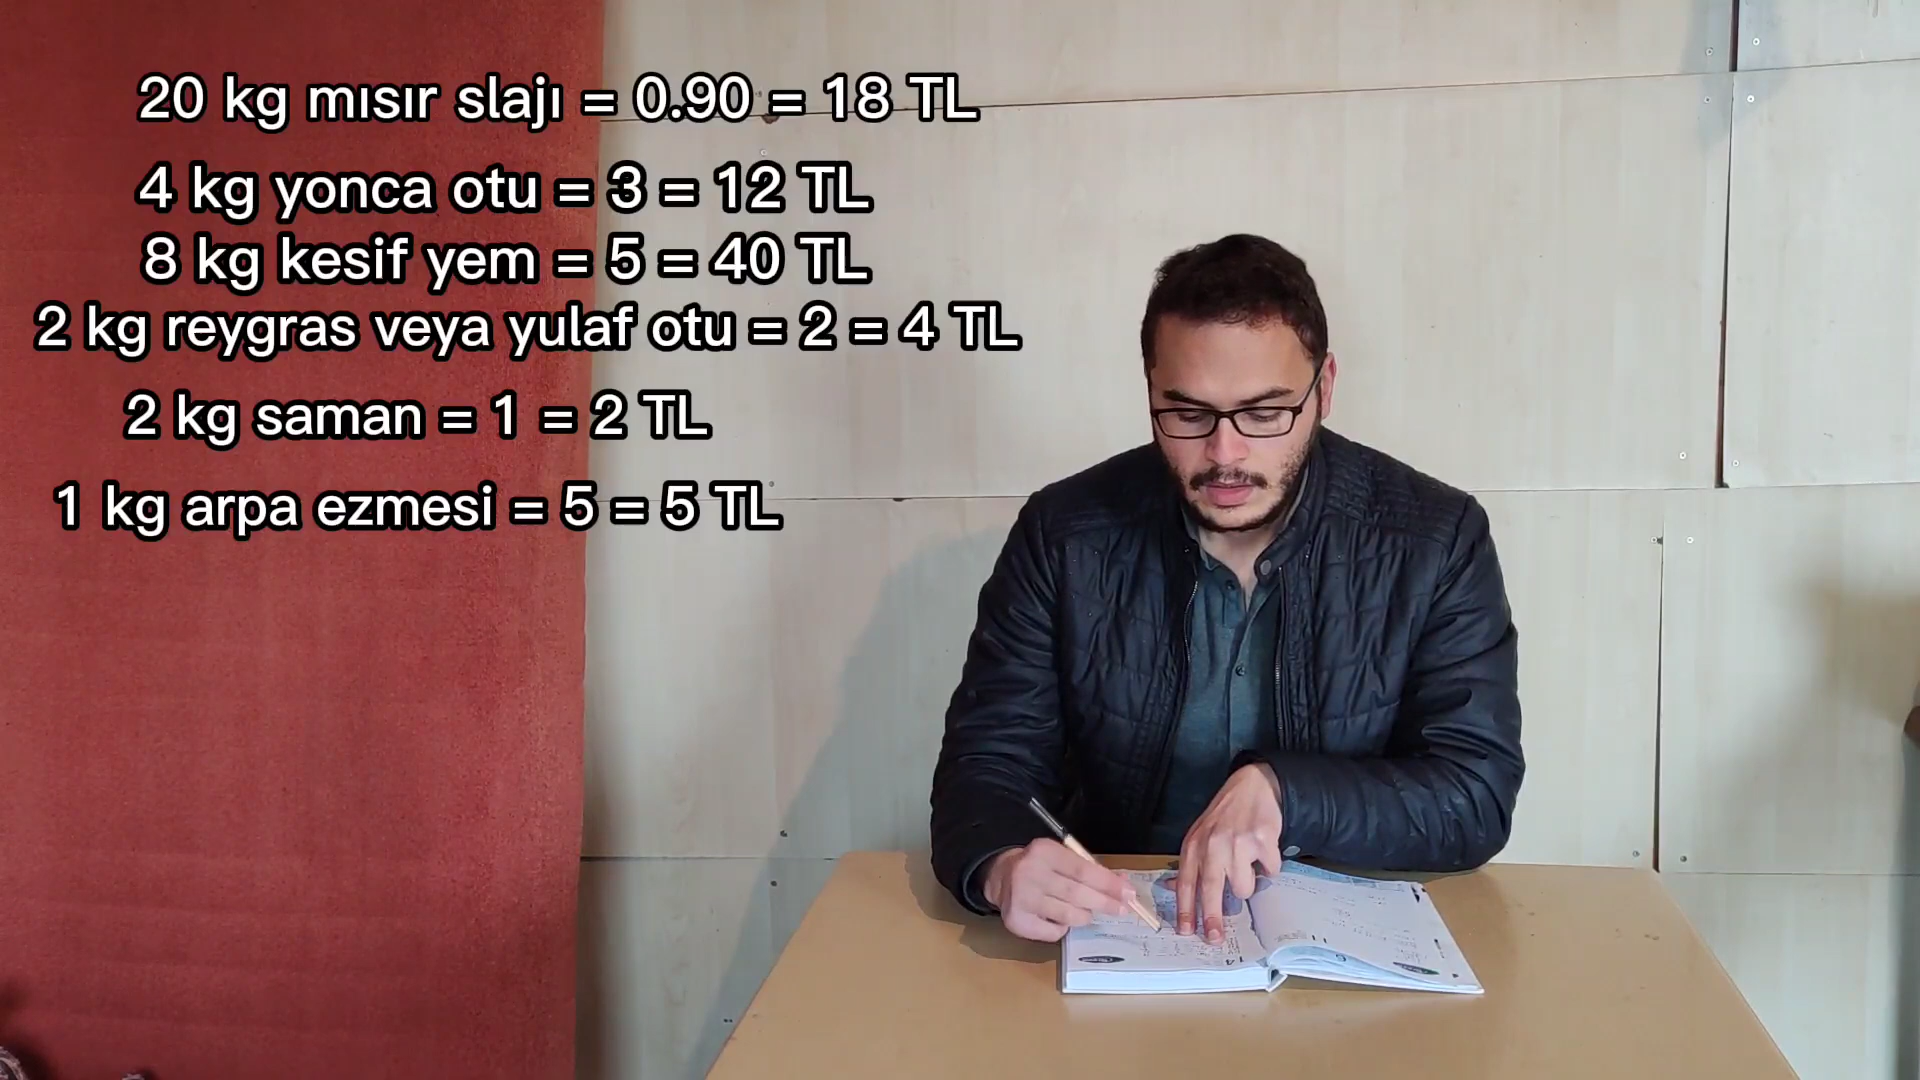 20 kg mısır slajı = 0.90 = 18 TL
4 kg yonca otu = 3 = 12 TL
8 kg kesif yem = 5 = 40 TL
2 kg reygras veya yulaf otu = 2 = 4 TL
2 kg saman = 1 = 2 TL
1 kg arpa ezmesi = 5 = 5 TL
14